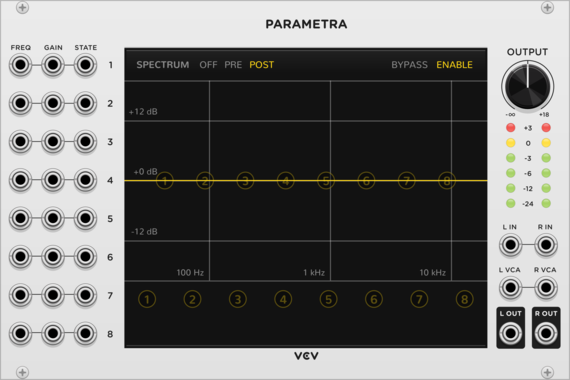 PARAMETRA
FREQ GAIN STATE
1
2
3
4
5
6
7
8
SPECTRUM OFF PRE POST BYPASS ENABLE
+12 dB
+0 dB
1 2 3 4 5 6 7 8
-12 dB
100 Hz 1 kHz 10 kHz
1 2 3 4 5 6 7 8
VCV
OUTPUT
-∞ +18
+3
0
-3
-6
-12
-24
L IN R IN
L VCA R VCA
L OUT R OUT